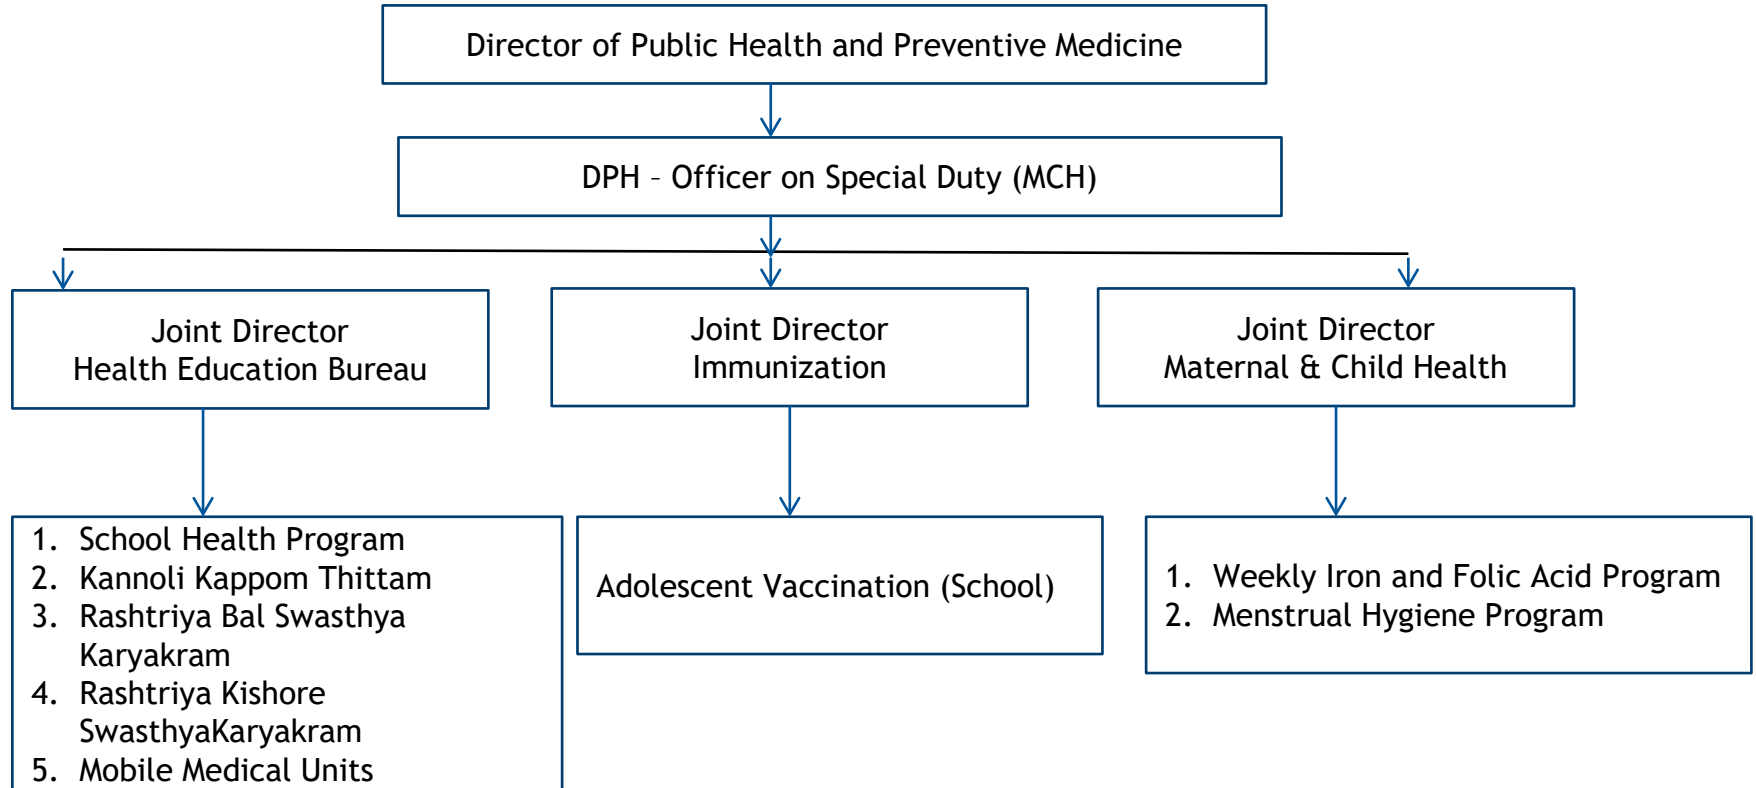 Director of Public Health and Preventive Medicine
DPH – Officer on Special Duty (MCH)
Joint Director
Health Education Bureau
Joint Director
Immunization
Joint Director
Maternal & Child Health
1. School Health Program
2. Kannoli Kappom Thittam
3. Rashtriya Bal Swasthya
Karyakram
4. Rashtriya Kishore
SwasthyaKaryakram
5. Mobile Medical Units
Adolescent Vaccination (School)
1. Weekly Iron and Folic Acid Program
2. Menstrual Hygiene Program